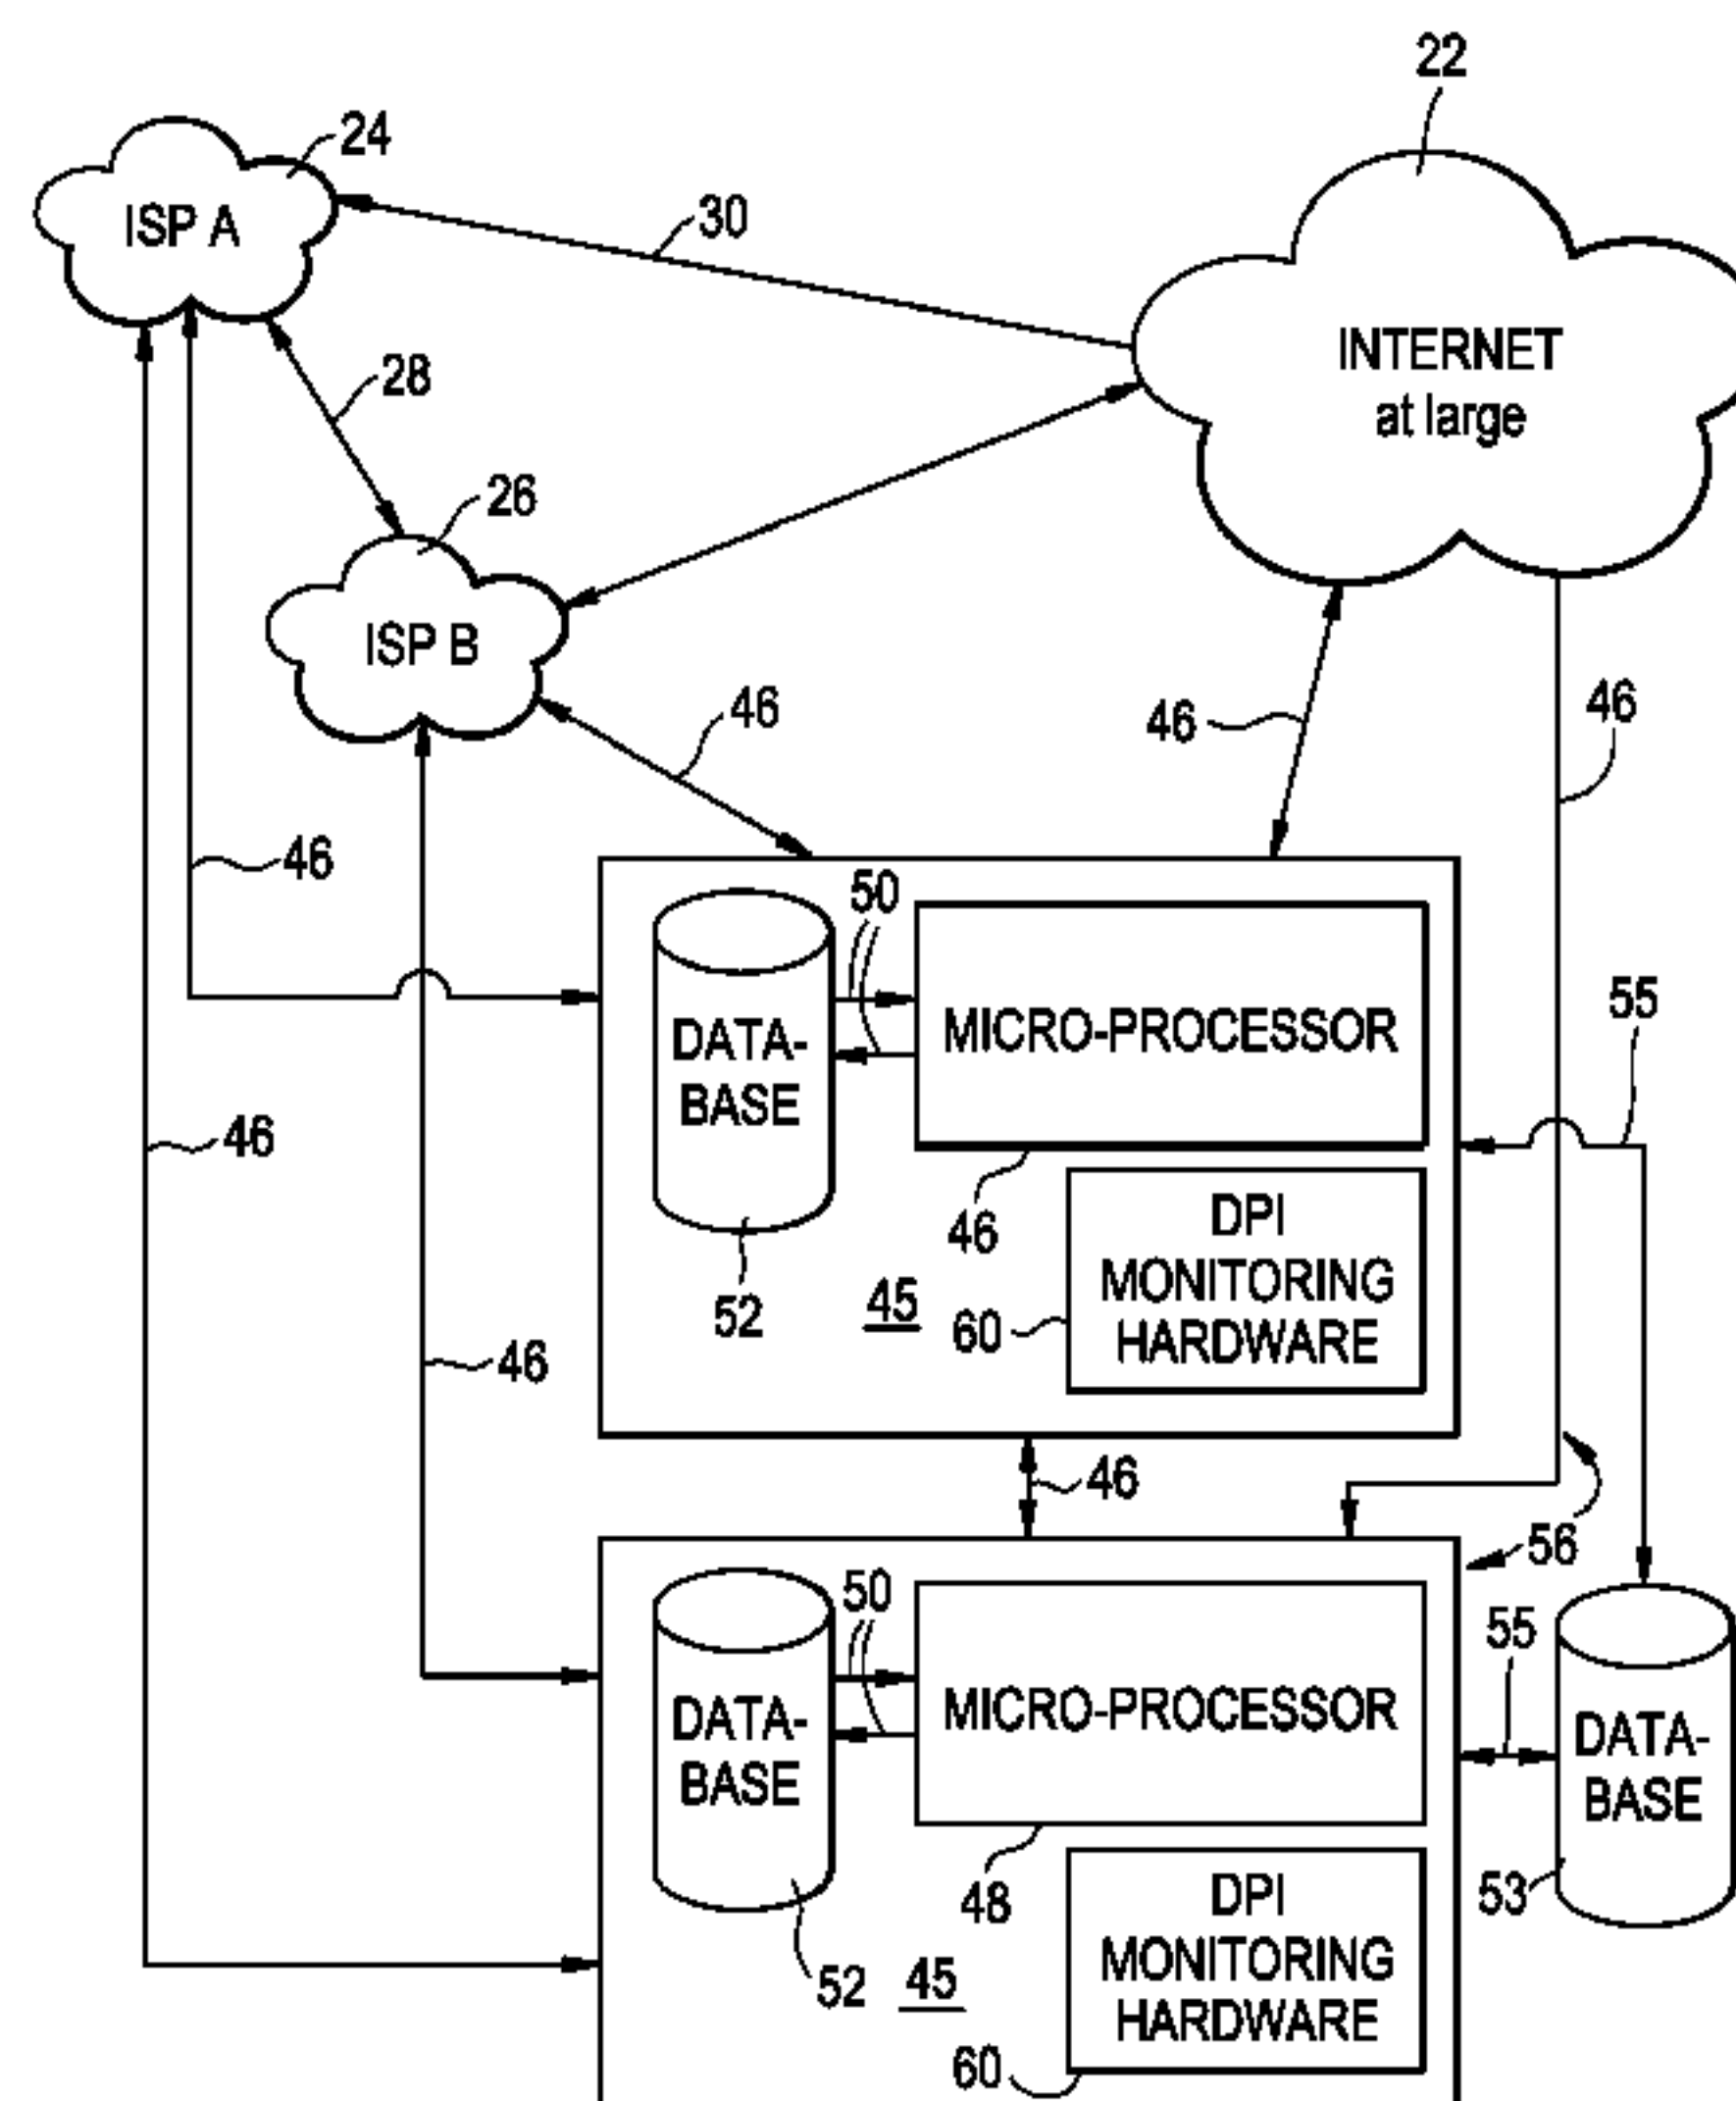 22
24
ISP A
30
INTERNET
at large
28
26
ISP B
46
46
46
46
50
DATA-
BASE
MICRO-PROCESSOR
55
46
46
DPI
MONITORING
HARDWARE
52
45
60
46
46
56
50
DATA-
BASE
MICRO-PROCESSOR
55
DATA-
BASE
48
53
DPI
MONITORING
HARDWARE
52
45
60